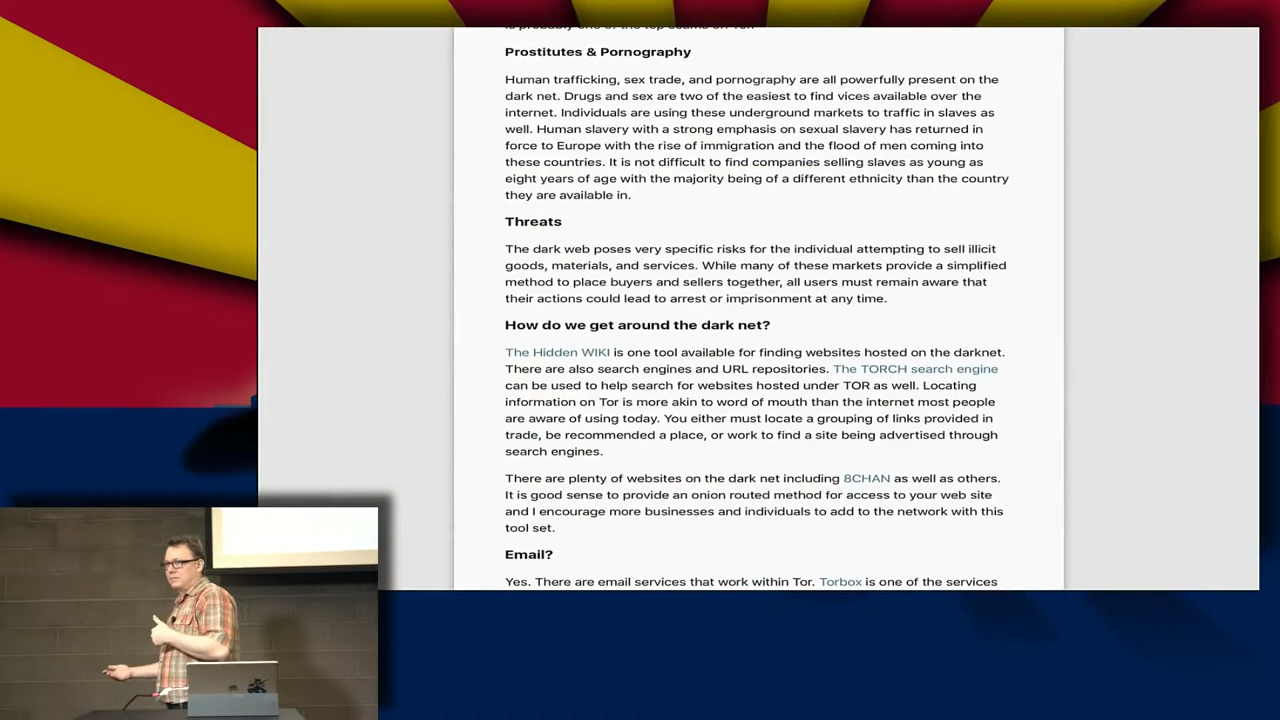 Prostitutes & Pornography
Human trafficking, sex trade, and pornography are all powerfully present on the
dark net. Drugs and sex are two of the easiest to find vices available over the
internet. Individuals are using these underground markets to traffic in slaves as
well. Human slavery with a strong emphasis on sexual slavery has returned in
force to Europe with the rise of immigration and the flood of men coming into
these countries. It is not difficult to find companies selling slaves as young as
eight years of age with the majority being of a different ethnicity than the country
they are available in.
Threats
The dark web poses very specific risks for the individual attempting to sell illicit
goods, materials, and services. While many of these markets provide a simplified
method to place buyers and sellers together, all users must remain aware that
their actions could lead to arrest or imprisonment at any time.
How do we get around the dark net?
The Hidden WIKI is one tool available for finding websites hosted on the darknet.
There are also search engines and URL repositories. The TORCH search engine
can be used to help search for websites hosted under TOR as well. Locating
information on Tor is more akin to word of mouth than the internet most people
are aware of using today. You either must locate a grouping of links provided in
trade, be recommended a place, or work to find a site being advertised through
search engines.
There are plenty of websites on the dark net including 8CHAN as well as others.
It is good sense to provide an onion routed method for access to your web site
and I encourage more businesses and individuals to add to the network with this
tool set.
Email?
Yes. There are email services that work within Tor. Torbox is one of the services